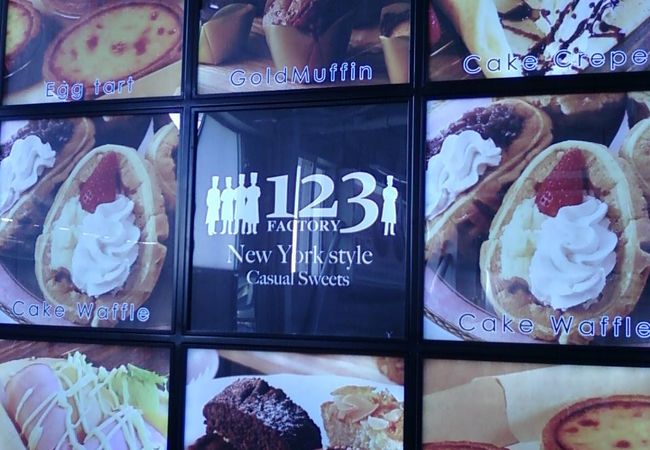 Egg tart
GoldMuffin
Cake Crepe
Cake Waffle
123
FACTORY
New York style
Casual Sweets
Cake Waffle